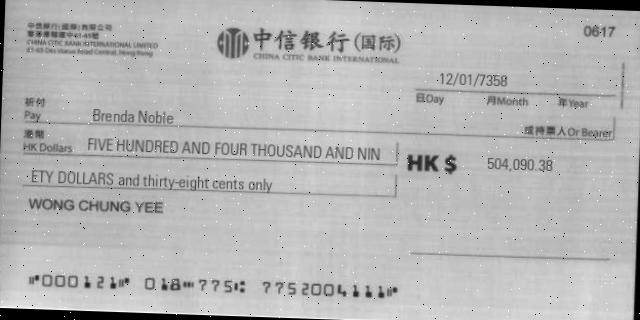 中信銀行(國際)有限公司
香港德輔道中61-65號
CHINA CITIC BANK INTERNATIONAL LIMITED
61-65 Des Voeux Road Central, Hong Kong
中信银行(国际)
CHINA CITIC BANK INTERNATIONAL
0617
12/01/7358
日Day 月Month 年Year
祈付
Pay Brenda Nobie
或持票人Or Bearer
港幣
HK Dollars FIVE HUNDRED AND FOUR THOUSAND AND NIN
HK $ 504,090.38
ETY DOLLARS and thirty-eight cents only
WONG CHUNG YEE
⑈000121⑈ 018⑉775⑆ 7752004111⑈